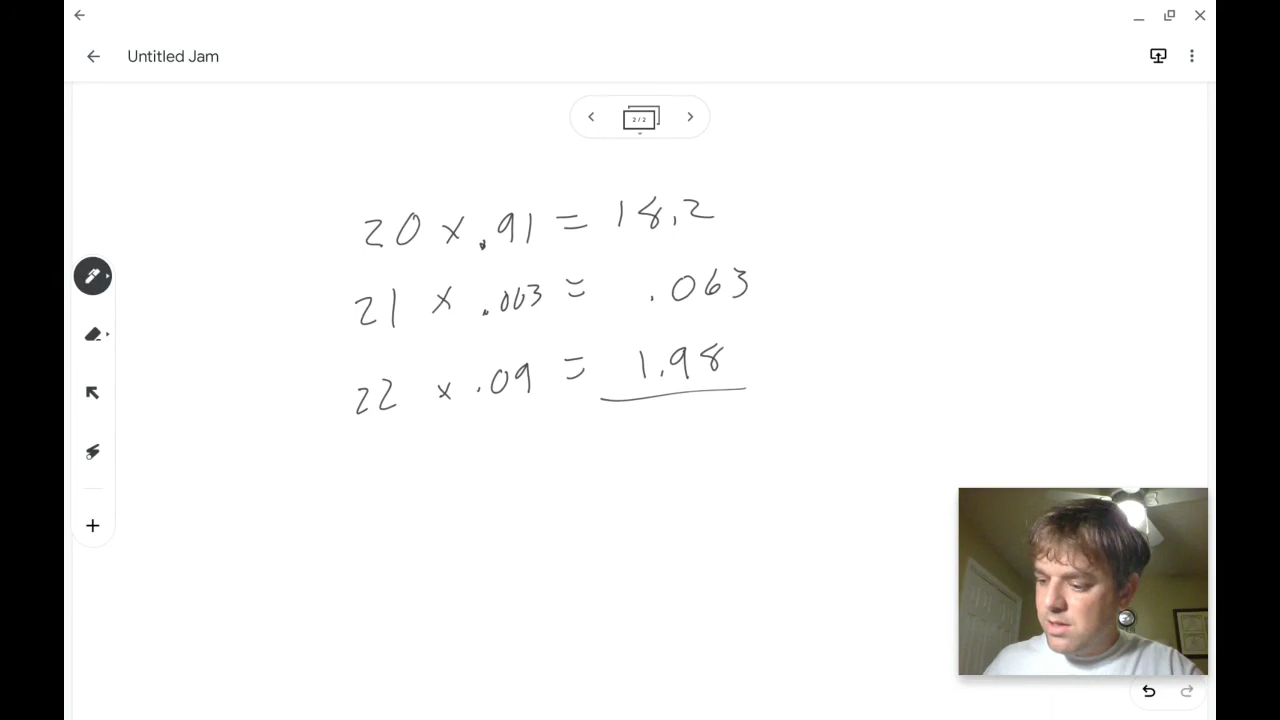 Untitled Jam
2 / 2
20 x .91 = 18.2
21 x .003 = .063
22 x .09 = 1.98